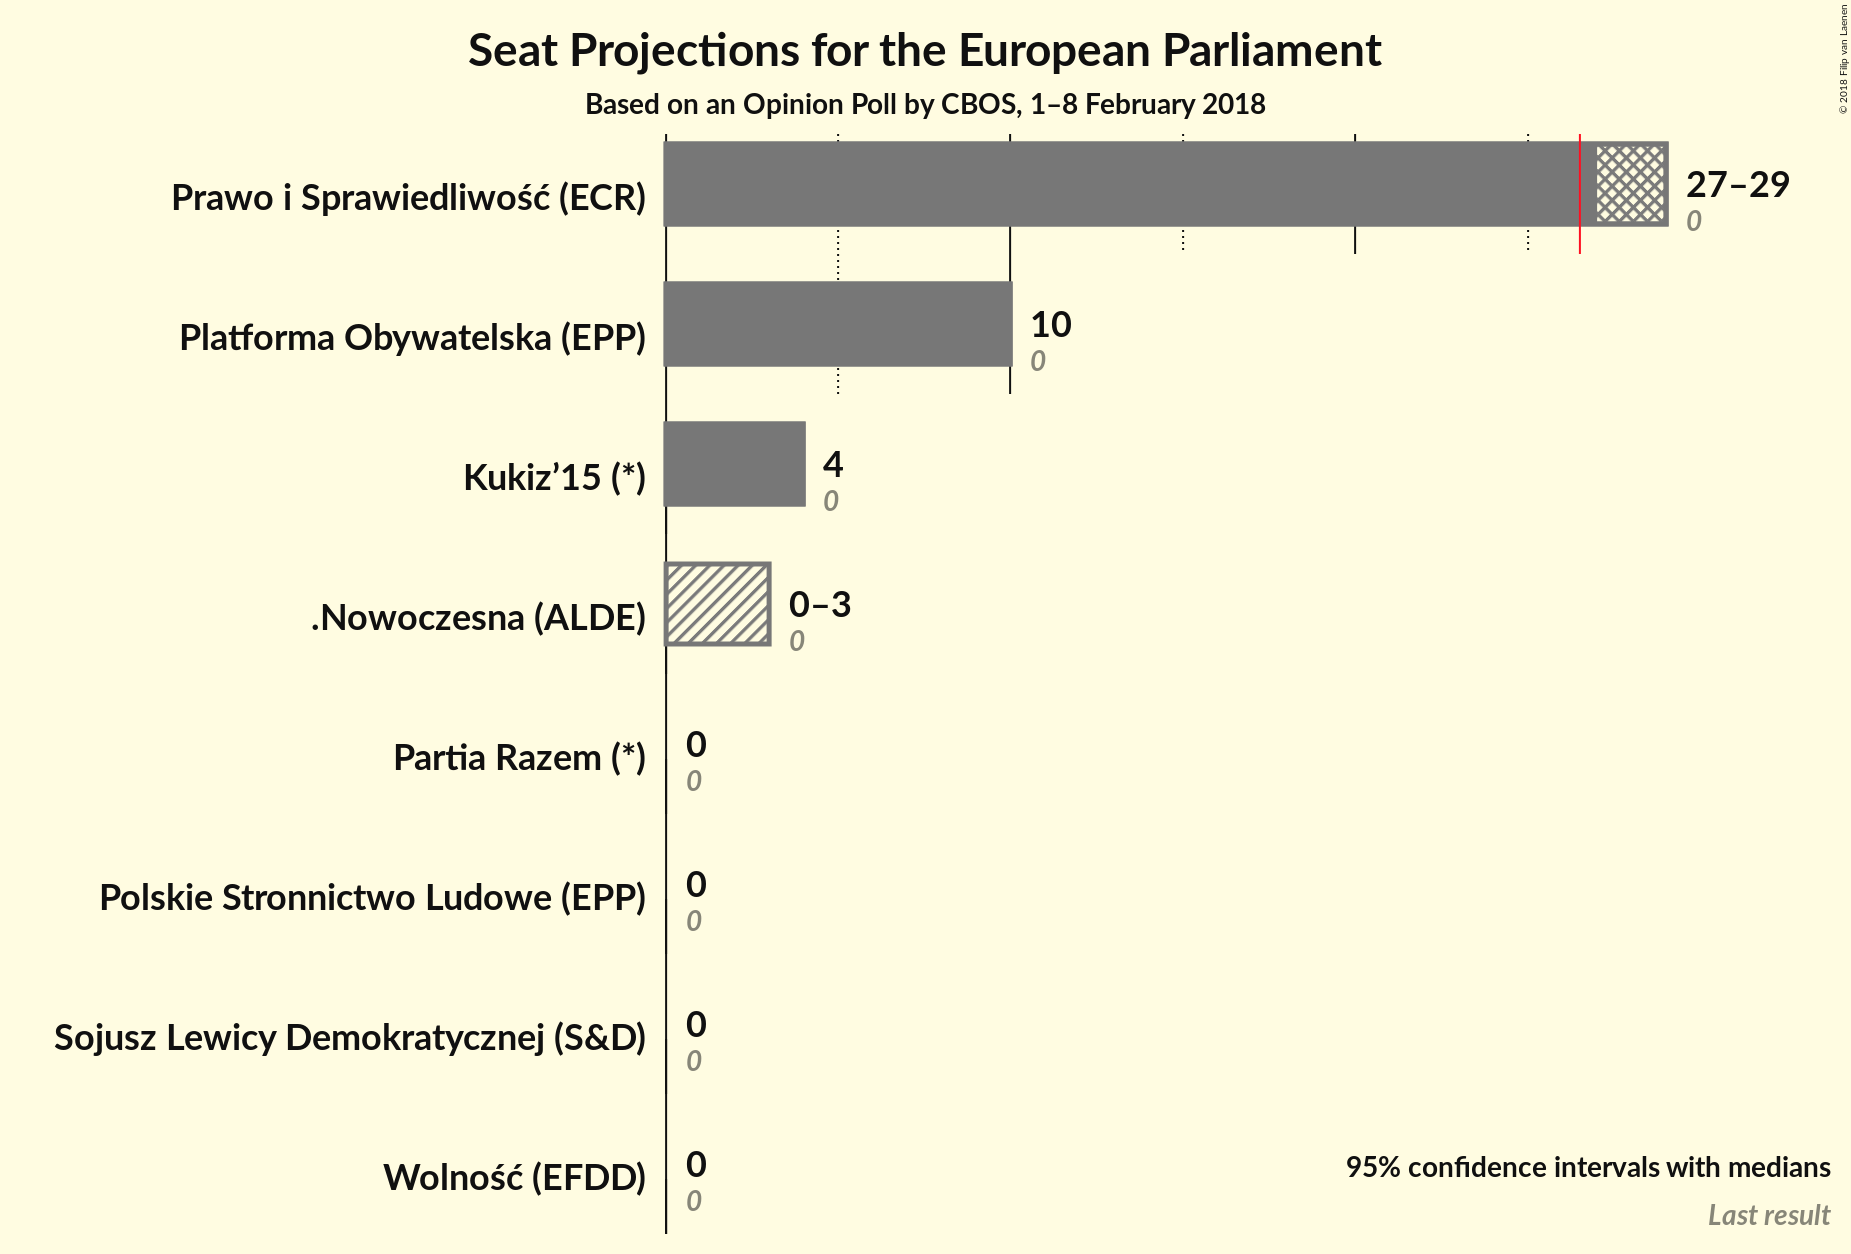 Seat Projections for the European Parliament
Based on an Opinion Poll by CBOS, 1–8 February 2018
© 2018 Filip van Laenen
Prawo i Sprawiedliwość (ECR)
27–29
0
Platforma Obywatelska (EPP)
10
0
Kukiz’15 (*)
4
0
.Nowoczesna (ALDE)
0–3
0
Partia Razem (*)
0
0
Polskie Stronnictwo Ludowe (EPP)
0
0
Sojusz Lewicy Demokratycznej (S&D)
0
0
Wolność (EFDD)
0
0
95% confidence intervals with medians
Last result